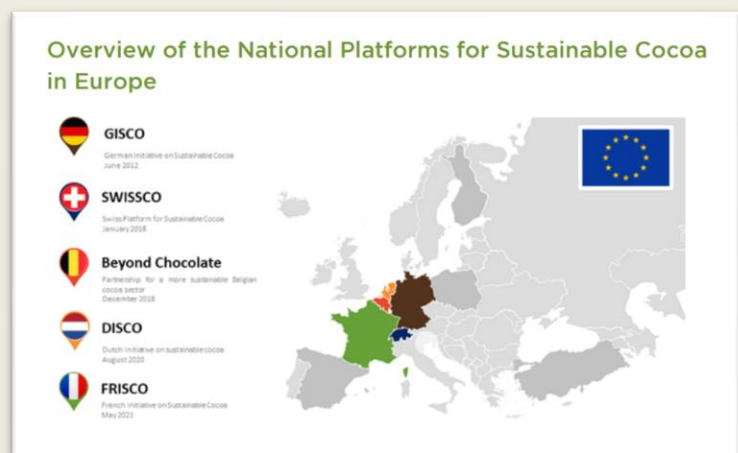 Overview of the National Platforms for Sustainable Cocoa
in Europe
GISCO
German Initiative on Sustainable Cocoa
June 2012
SWISSCO
Swiss Platform for Sustainable Cocoa
January 2018
Beyond Chocolate
Partnership for a more sustainable Belgian
cocoa sector
December 2018
DISCO
Dutch Initiative on sustainable cocoa
August 2020
FRISCO
French Initiative on Sustainable Cocoa
May 2021